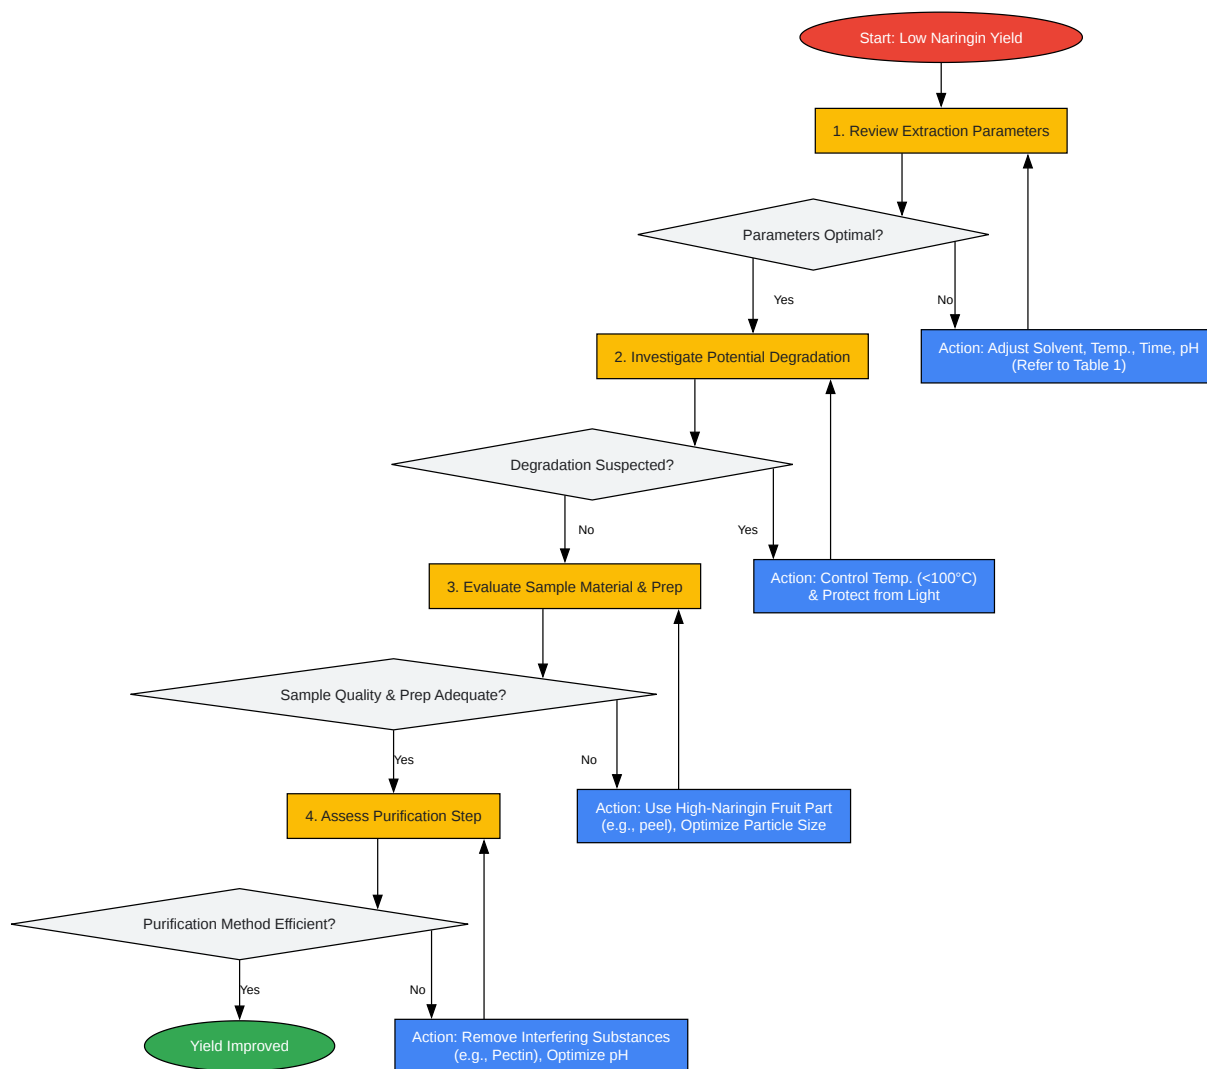 Start: Low Naringin Yield
1. Review Extraction Parameters
Parameters Optimal?
Yes
No
Action: Adjust Solvent, Temp., Time, pH
(Refer to Table 1)
2. Investigate Potential Degradation
Degradation Suspected?
No
Yes
Action: Control Temp. (<100°C)
& Protect from Light
3. Evaluate Sample Material & Prep
Sample Quality & Prep Adequate?
Yes
No
Action: Use High-Naringin Fruit Part
(e.g., peel), Optimize Particle Size
4. Assess Purification Step
Purification Method Efficient?
Yes
No
Action: Remove Interfering Substances
(e.g., Pectin), Optimize pH
Yield Improved